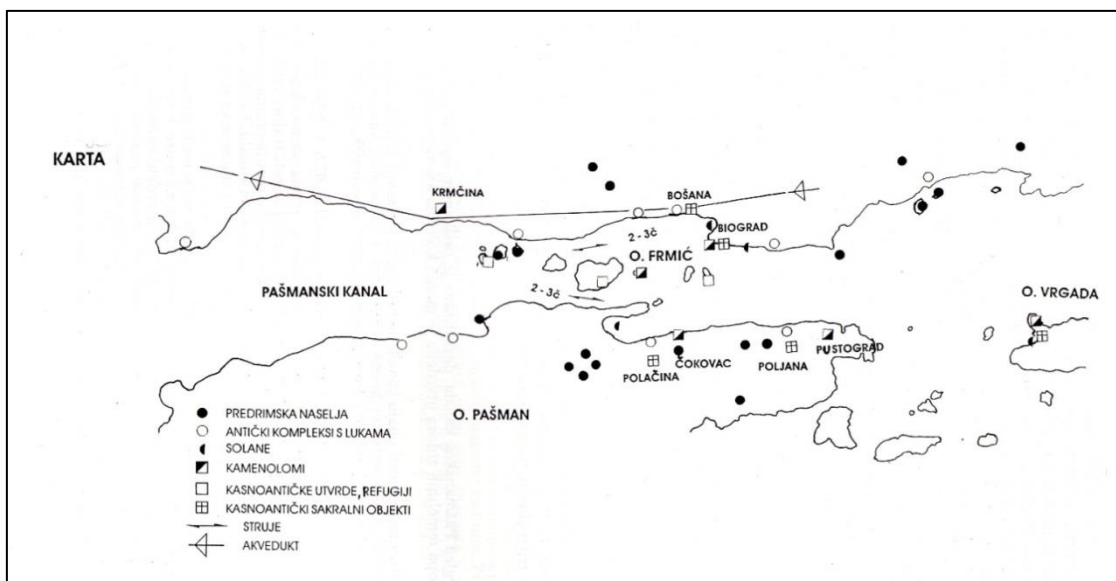 KARTA
KRMČINA
BOŠANA
BIOGRAD
2-3č
O. FRMIĆ
PAŠMANSKI KANAL
2-3č
O. VRGADA
ČOKOVAC
PUSTOGRAD
POLJANA
POLAČINA
O. PAŠMAN
PREDRIMSKA NASELJA
ANTIČKI KOMPLEKSI S LUKAMA
SOLANE
KAMENOLOMI
KASNOANTIČKE UTVRDE, REFUGIJI
KASNOANTIČKI SAKRALNI OBJEKTI
STRUJE
AKVEDUKT